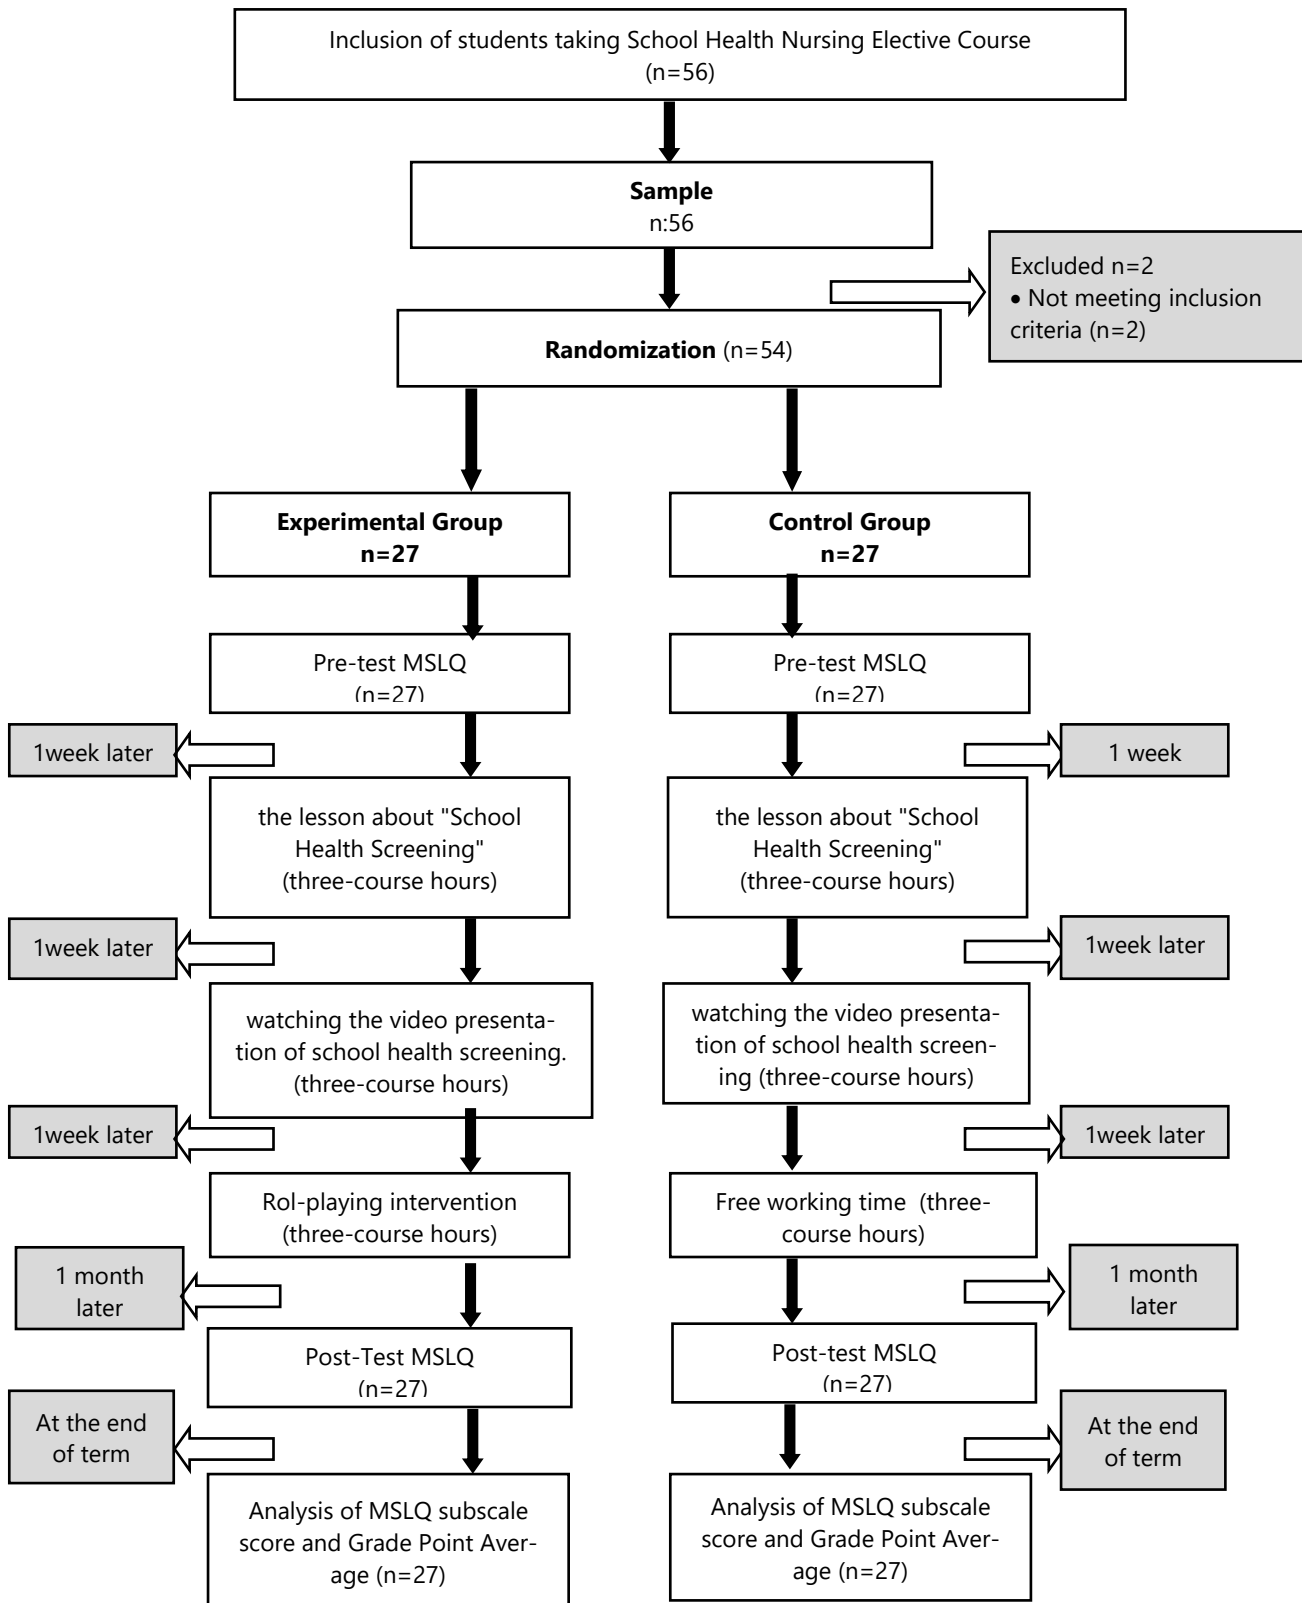 Inclusion of students taking School Health Nursing Elective Course
(n=56)
Sample
n:56
Excluded n=2
• Not meeting inclusion
criteria (n=2)
Randomization (n=54)
Experimental Group
n=27
Control Group
n=27
Pre-test MSLQ
(n=27)
Pre-test MSLQ
(n=27)
1week later
1 week
the lesson about "School
Health Screening"
(three-course hours)
the lesson about "School
Health Screening"
(three-course hours)
1week later
1week later
watching the video presenta-
tion of school health screening.
(three-course hours)
watching the video presenta-
tion of school health screen-
ing (three-course hours)
1week later
1week later
Rol-playing intervention
(three-course hours)
Free working time (three-
course hours)
1 month
later
1 month
later
Post-Test MSLQ
(n=27)
Post-test MSLQ
(n=27)
At the end
of term
At the end
of term
Analysis of MSLQ subscale
score and Grade Point Aver-
age (n=27)
Analysis of MSLQ subscale
score and Grade Point Aver-
age (n=27)